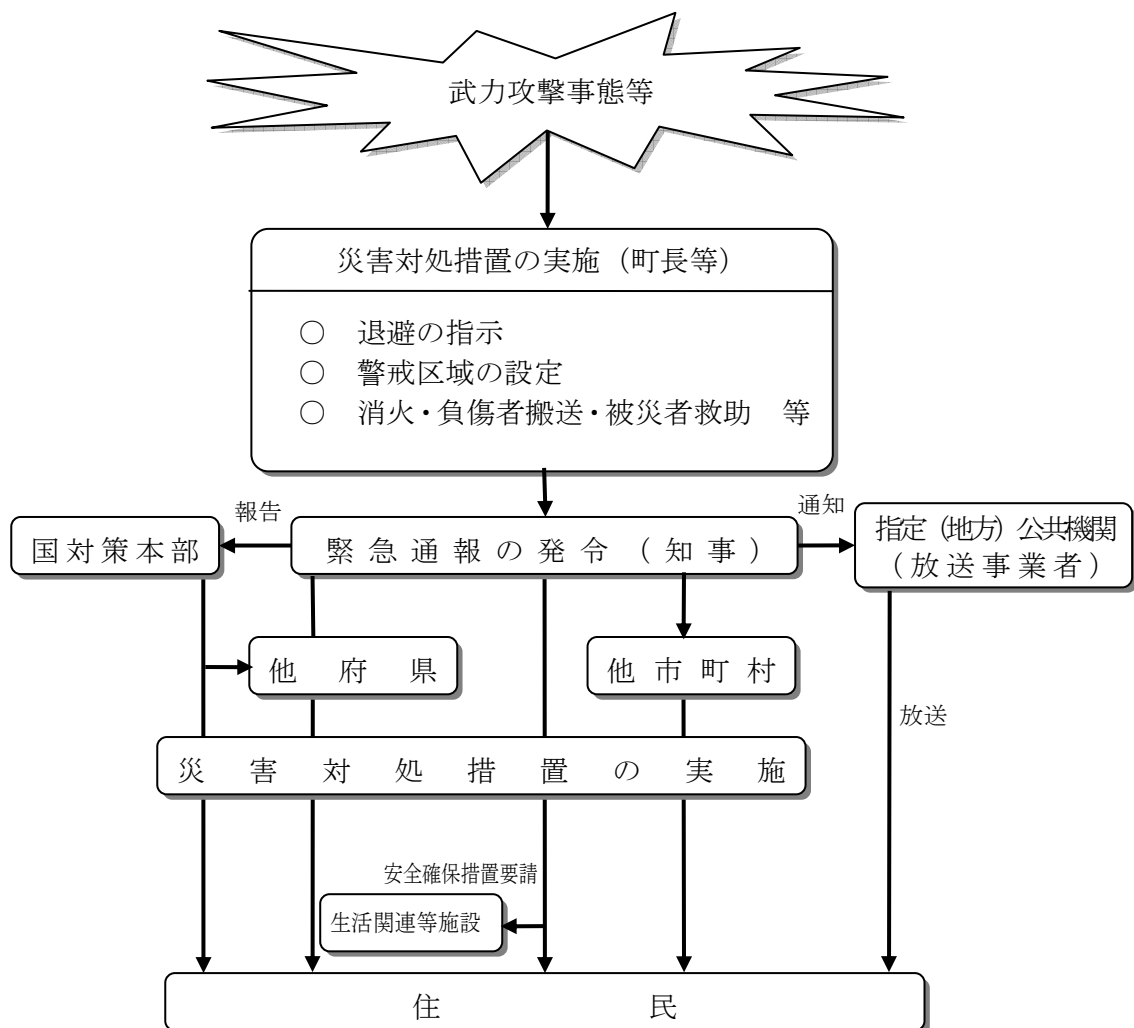 武力攻撃事態等
災害対処措置の実施（町長等）
○ 退避の指示
○ 警戒区域の設定
○ 消火・負傷者搬送・被災者救助 等
報告
通知
国対策本部
緊急通報の発令（知事）
指定（地方）公共機関
（放送事業者）
他府県
他市町村
放送
災害対処措置の実施
安全確保措置要請
生活関連等施設
住民